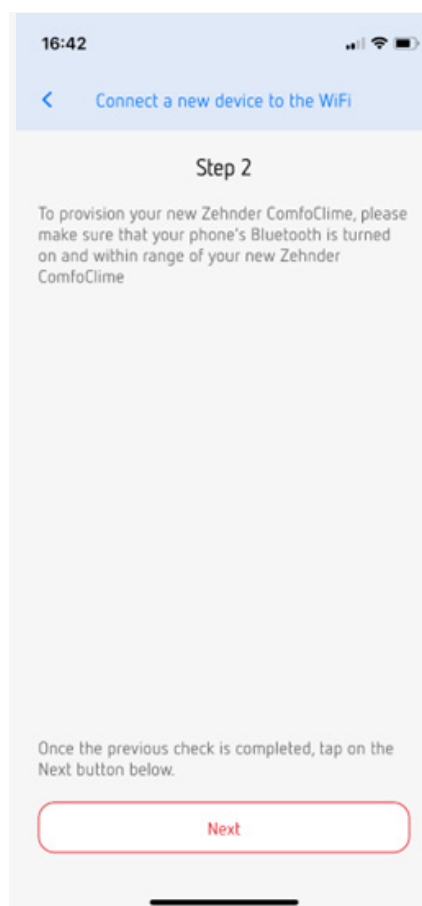 16:42
Connect a new device to the WiFi
Step 2
To provision your new Zehnder ComfoClime, please
make sure that your phone's Bluetooth is turned
on and within range of your new Zehnder
ComfoClime
Once the previous check is completed, tap on the
Next button below.
Next